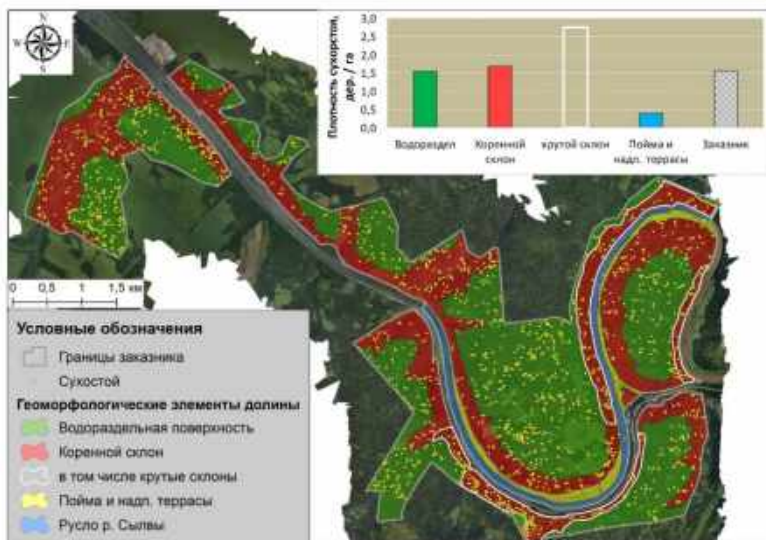 N
W E
S
Плотность сухорстой,
дер. / га
3,0
2,5
2,0
1,5
1,0
0,5
0,0
Водораздел
Коренной
склон
крутой склон
Пойма и
надп. террасы
Заказник
0 0,5 1 1,5 км
Условные обозначения
Границы заказника
Сухостой
Геоморфологические элементы долины
Водораздельная поверхность
Коренной склон
в том числе крутые склоны
Пойма и надп. террасы
Русло р. Сылвы